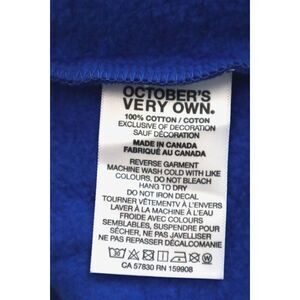 OCTOBER'S
VERY OWN.
100% COTTON / COTON
EXCLUSIVE OF DECORATION
SAUF DÉCORATION
MADE IN CANADA
FABRIQUÉ AU CANADA
REVERSE GARMENT
MACHINE WASH COLD WITH LIKE
COLOURS, DO NOT BLEACH
HANG TO DRY
DO NOT IRON DECAL
TOURNER VÊTEMENTV À L'ENVERS
LAVER À LA MACHINE À EAU
FROIDE AVEC COULEURS
SEMBLABLES, SUSPENDRE POUR
SÉCHER, NE PAS JAVELLISER
NE PAS REPASSER DÉCALCO
CA 57830 RN 159908